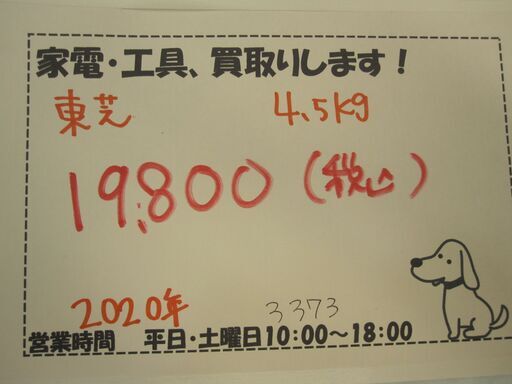 家電・工具、買取りします！
東芝 4.5kg
19,800（税込）
2020年 3373
営業時間 平日・土曜日10:00～18:00